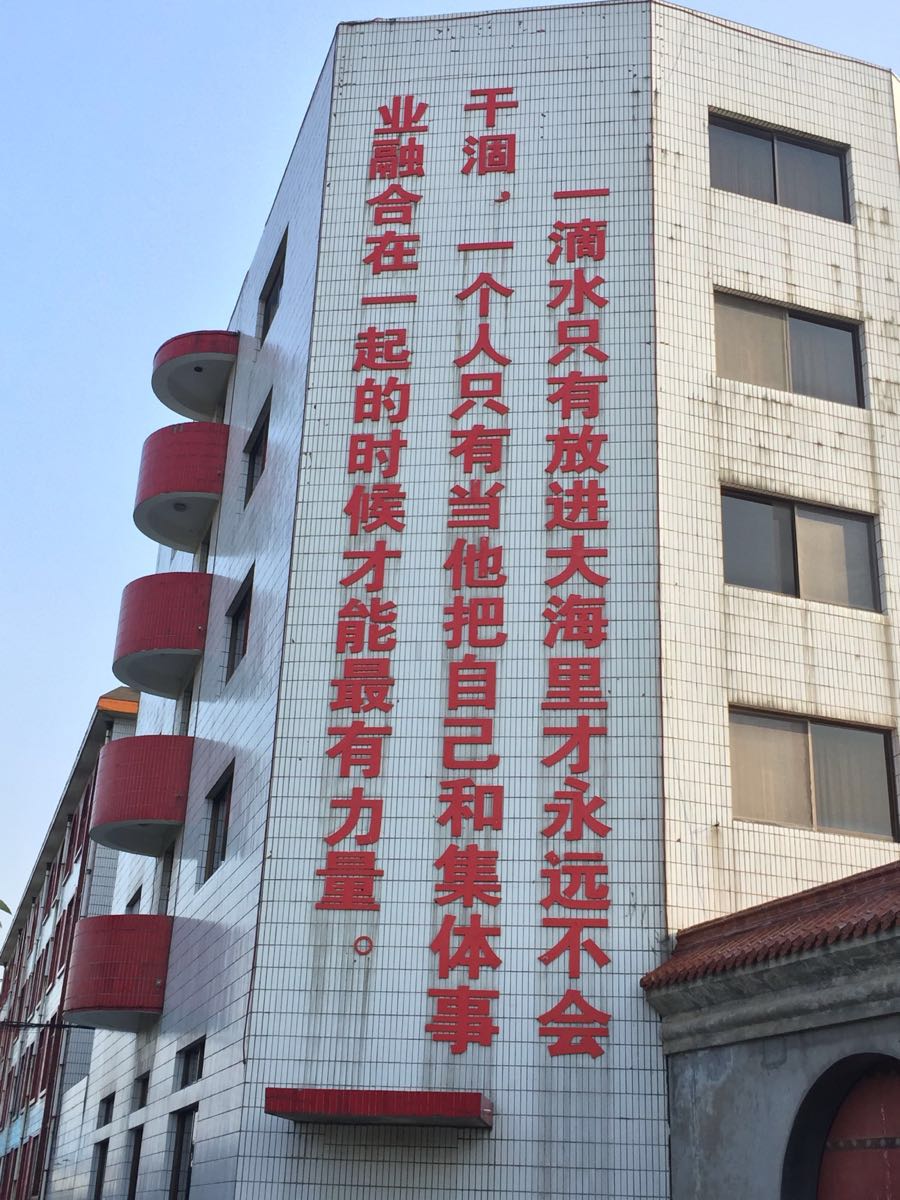 一滴水只有放进大海里才永远不会
干涸，一个人只有当他把自己和集体事
业融合在一起的时候才能最有力量。